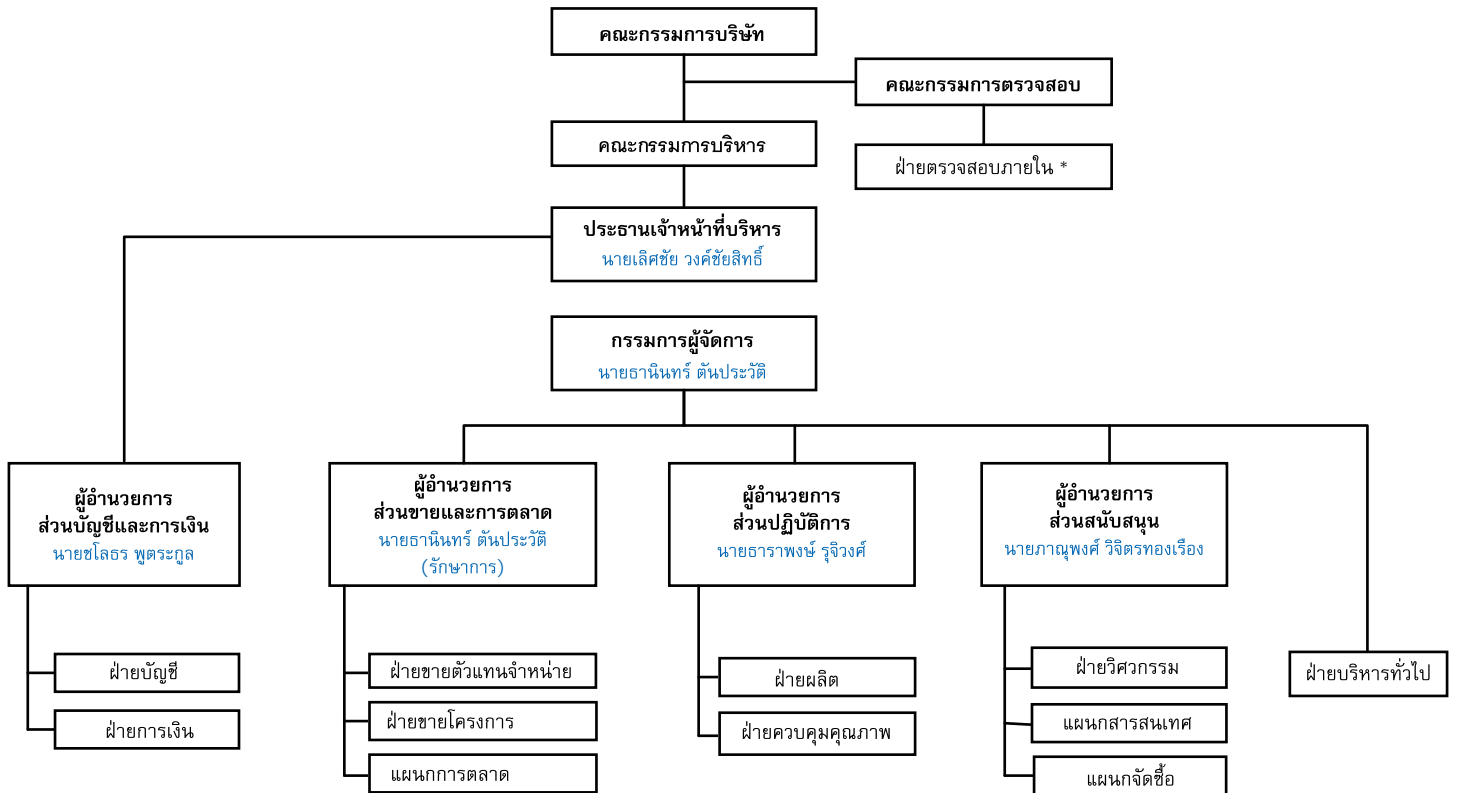 คณะกรรมการบริษัท
คณะกรรมการตรวจสอบ
คณะกรรมการบริหาร
ฝ่ายตรวจสอบภายใน *
ประธานเจ้าหน้าที่บริหาร
นายเลิศชัย วงค์ชัยสิทธิ์
กรรมการผู้จัดการ
นายธานินทร์ ตันประวัติ
ผู้อำนวยการ
ส่วนบัญชีและการเงิน
นายชโลธร พูตระกูล
ผู้อำนวยการ
ส่วนขายและการตลาด
นายธานินทร์ ตันประวัติ
(รักษาการ)
ผู้อำนวยการ
ส่วนปฏิบัติการ
นายธาราพงษ์ รุจิวงศ์
ผู้อำนวยการ
ส่วนสนับสนุน
นายภาณุพงศ์ วิจิตรทองเรือง
ฝ่ายบัญชี
ฝ่ายการเงิน
ฝ่ายขายตัวแทนจำหน่าย
ฝ่ายขายโครงการ
แผนกการตลาด
ฝ่ายผลิต
ฝ่ายควบคุมคุณภาพ
ฝ่ายวิศวกรรม
แผนกสารสนเทศ
แผนกจัดซื้อ
ฝ่ายบริหารทั่วไป